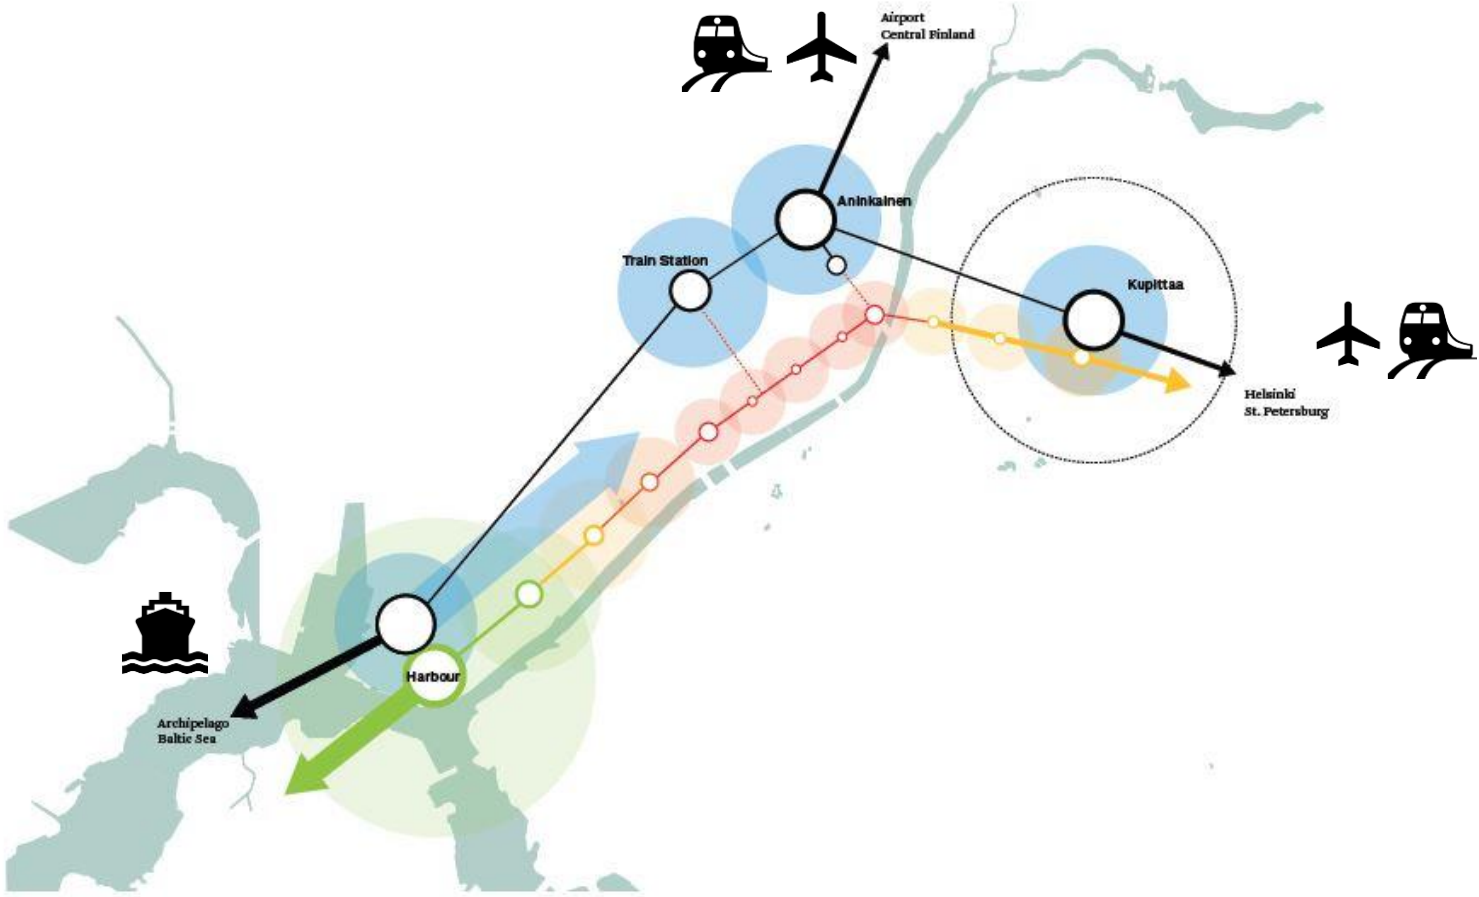 Airport
Central Finland
Aninkainen
Train Station
Kupittaa
Helsinki
St. Petersburg
Harbour
Archipelago
Baltic Sea